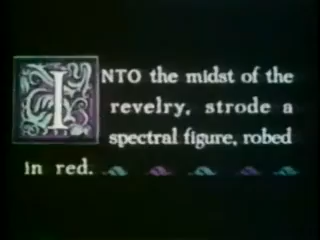 INTO the midst of the
revelry, strode a
spectral figure, robed
in red.